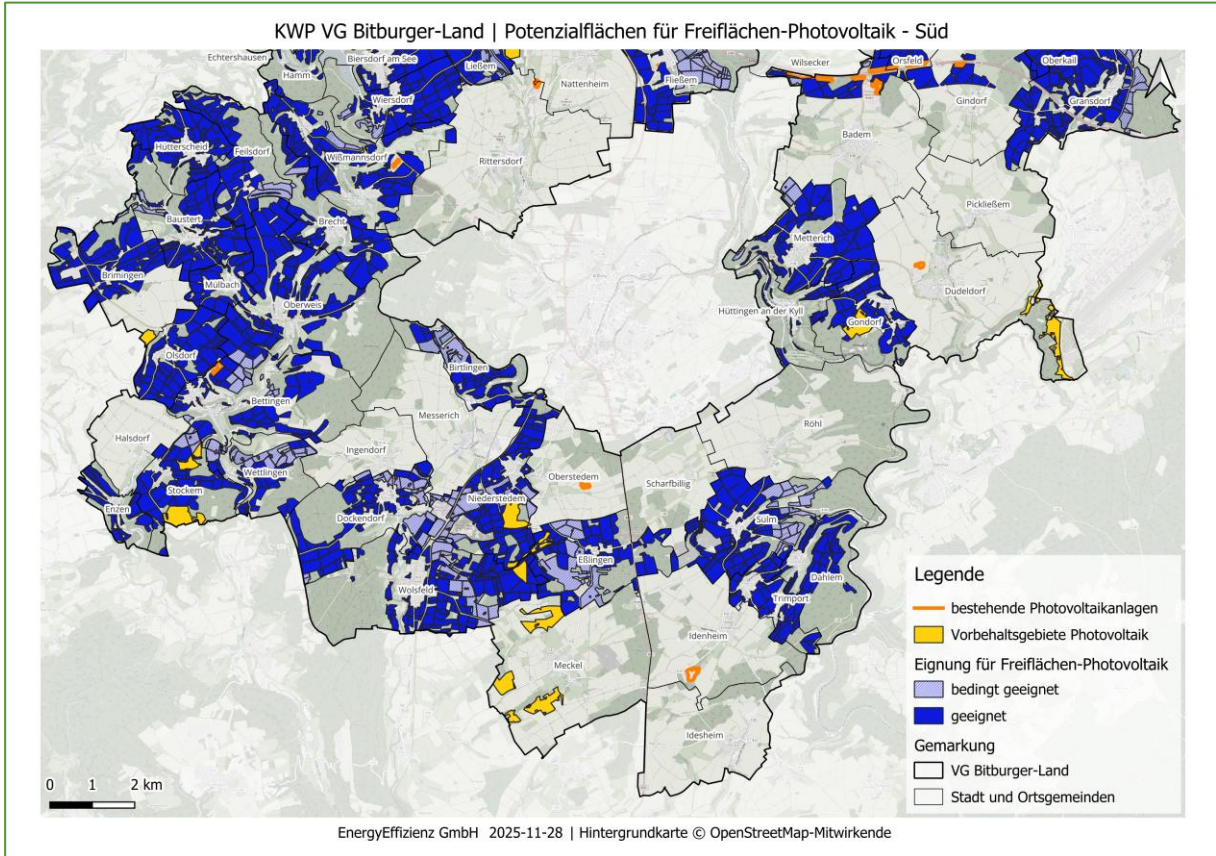 KWP VG Bitburger-Land | Potenzialflächen für Freiflächen-Photovoltaik - Süd
Echtershausen
Biersdorf am See
Ließem
Wilsecker
Orsfeld
Oberkail
Hamm
Nattenheim
Fließem
Wiersdorf
Gindorf
Gransdorf
Badem
Hütterscheid
Feilsdorf
Wißmannsdorf
Rittersdorf
Pickließem
Baustert
Brecht
Metterich
Brimingen
Mülbach
Oberweis
Dudeldorf
Hüttingen an der Kyll
Gondorf
Olsdorf
Birtlingen
Bettingen
Messerich
Halsdorf
Ingendorf
Röhl
Wettlingen
Oberstedem
Scharfbillig
Stockem
Niederstedem
Enzen
Dockendorf
Sülm
Eßlingen
Dahlem
Wolsfeld
Trimport
Idenheim
Meckel
Idesheim
Legende
bestehende Photovoltaikanlagen
Vorbehaltsgebiete Photovoltaik
Eignung für Freiflächen-Photovoltaik
bedingt geeignet
geeignet
Gemarkung
VG Bitburger-Land
Stadt und Ortsgemeinden
0 1 2 km
EnergyEffizienz GmbH 2025-11-28 | Hintergrundkarte © OpenStreetMap-Mitwirkende